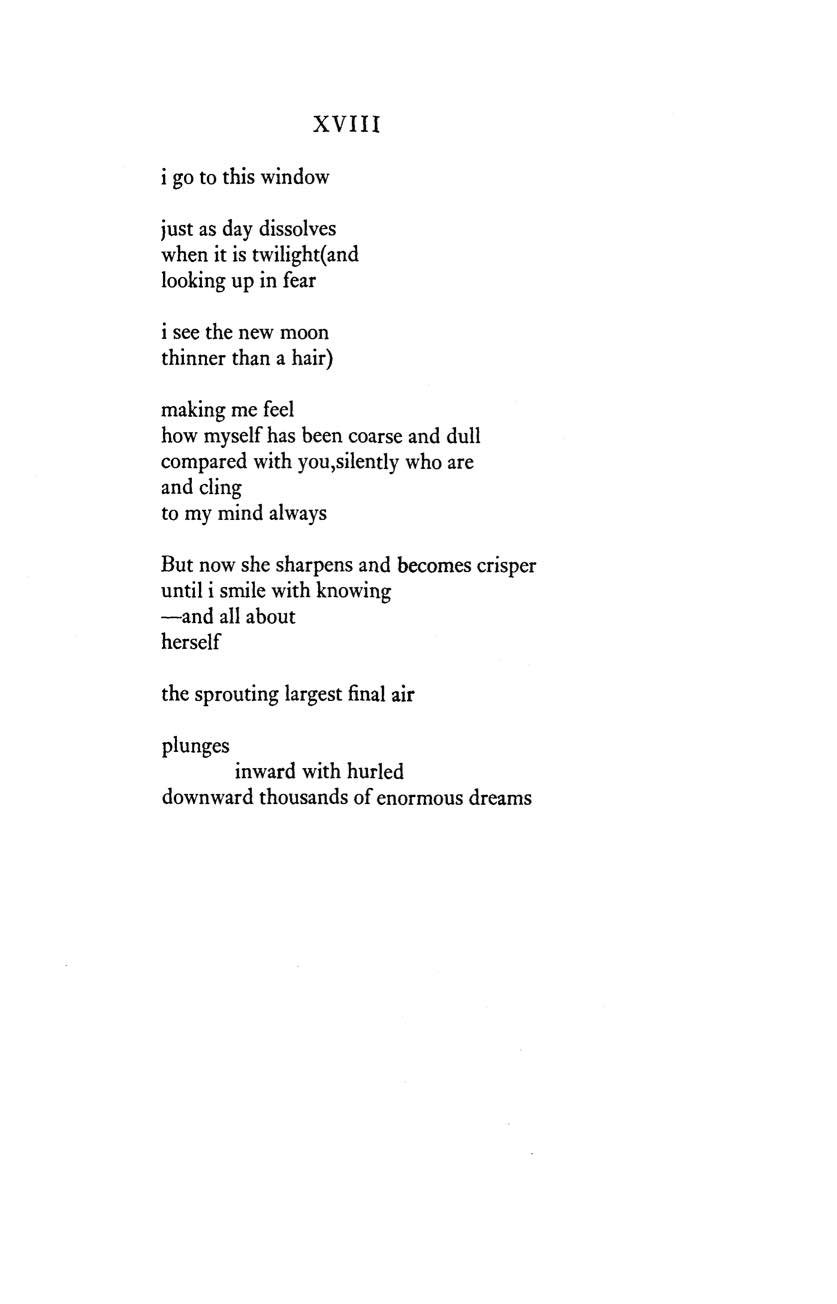 XVIII
i go to this window
just as day dissolves
when it is twilight(and
looking up in fear
i see the new moon
thinner than a hair)
making me feel
how myself has been coarse and dull
compared with you,silently who are
and cling
to my mind always
But now she sharpens and becomes crisper
until i smile with knowing
—and all about
herself
the sprouting largest final air
plunges
inward with hurled
downward thousands of enormous dreams